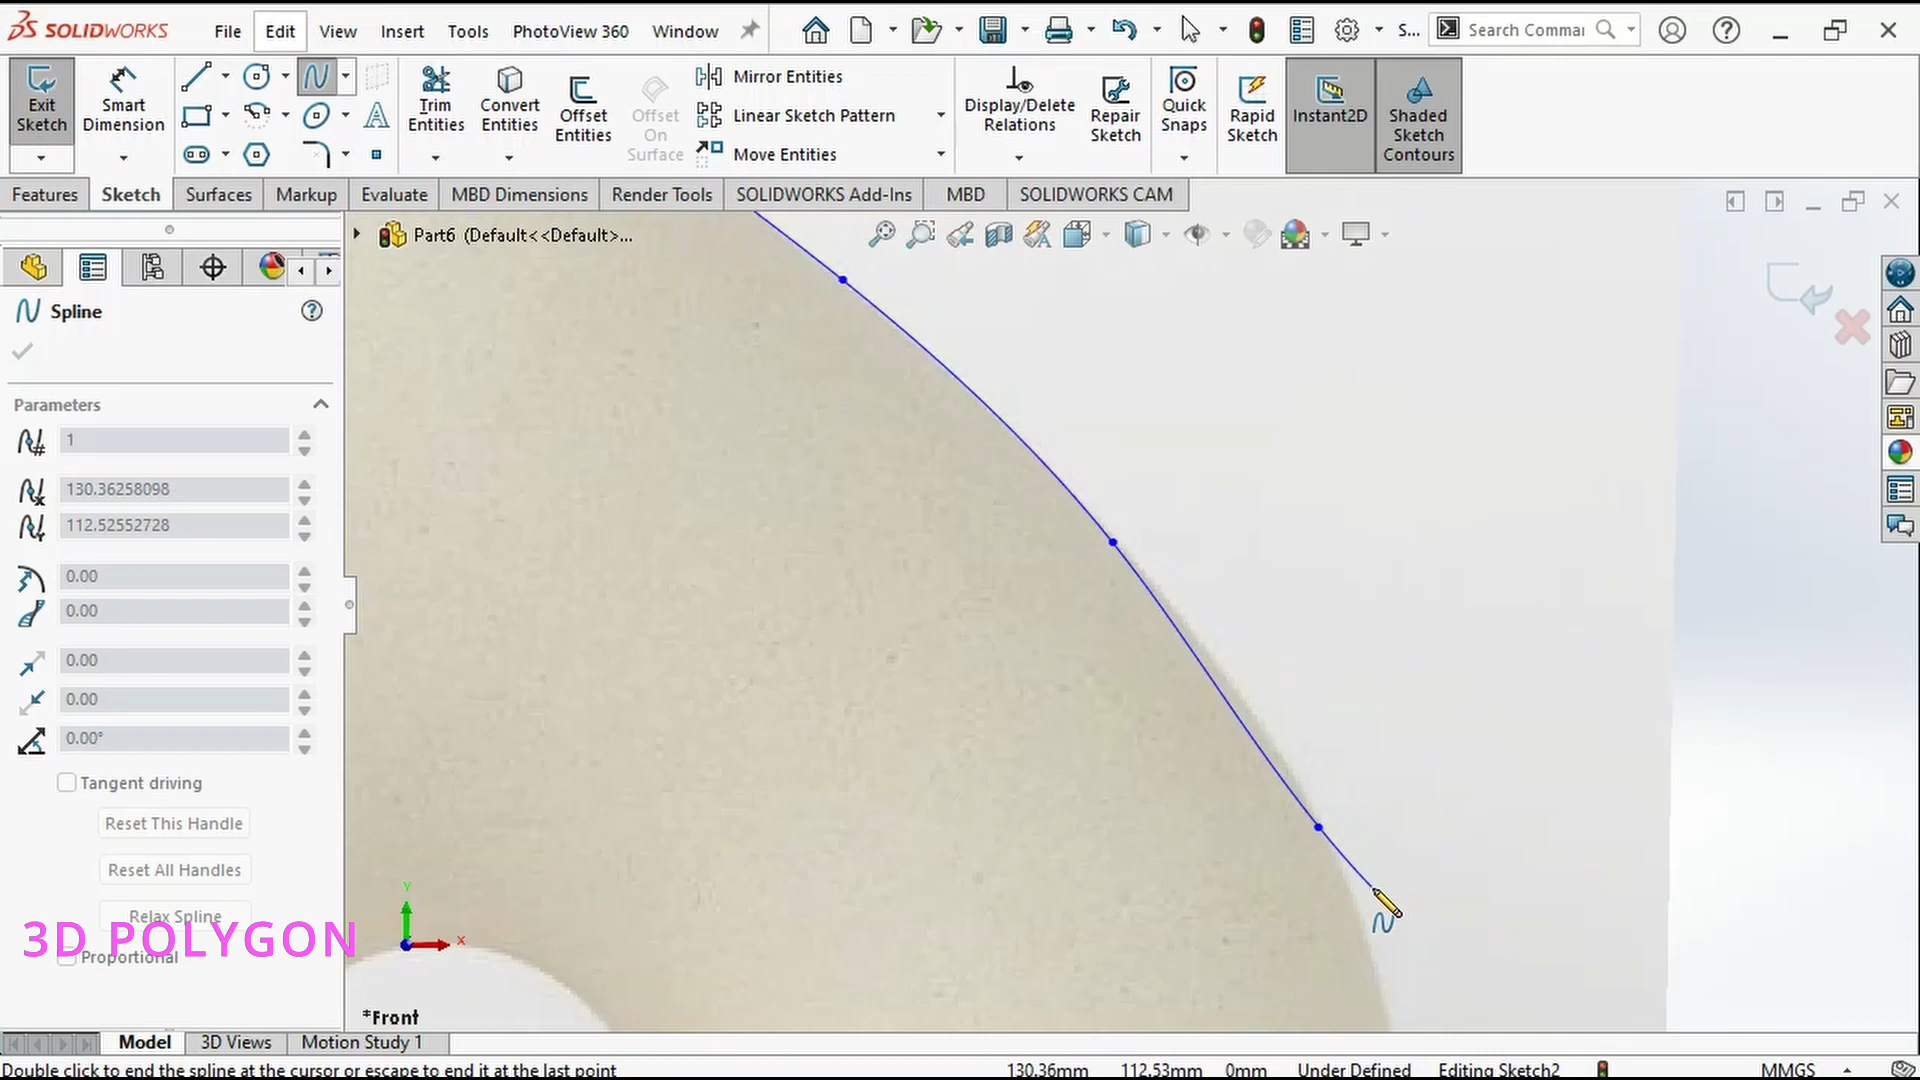 SOLIDWORKS
File Edit View Insert Tools PhotoView 360 Window
S...
Search Commar
Exit Sketch
Smart Dimension
Trim Entities
Convert Entities
Offset Entities
Offset On Surface
Mirror Entities
Linear Sketch Pattern
Move Entities
Display/Delete Relations
Repair Sketch
Quick Snaps
Rapid Sketch
Instant2D
Shaded Sketch Contours
Features Sketch Surfaces Markup Evaluate MBD Dimensions Render Tools SOLIDWORKS Add-Ins MBD SOLIDWORKS CAM
Part6 (Default<<Default>...
Spline
Parameters
1
130.36258098
112.52552728
0.00
0.00
0.00
0.00
0.00°
Tangent driving
Reset This Handle
Reset All Handles
Relax Spline
3D POLYGON
Proportional
Y
X
*Front
Model 3D Views Motion Study 1
Double click to end the spline at the cursor or escape to end it at the last point
130.36mm 112.53mm 0mm Under Defined Editing Sketch2 MMGS